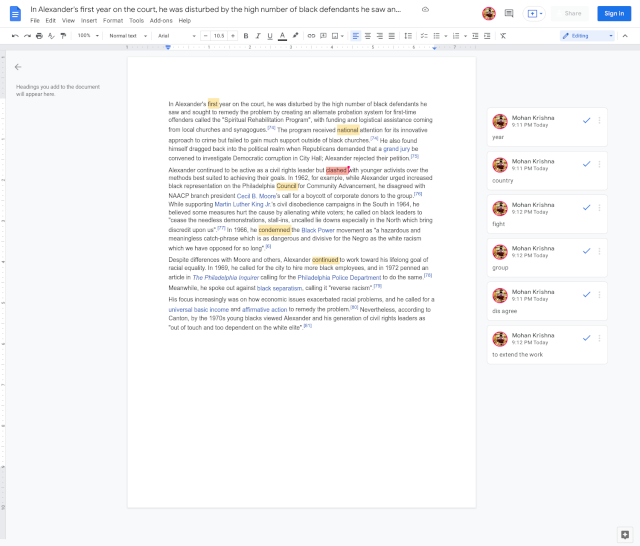 In Alexander's first year on the court, he was disturbed by the high number of black defendants he saw an...
File Edit View Insert Format Tools Add-ons Help
Share
Sign in
100% Normal text Arial 10.5 Editing
Headings you add to the document
will appear here.
In Alexander's first year on the court, he was disturbed by the high number of black defendants he
saw and sought to remedy the problem by creating an alternate probation system for first-time
offenders called the "Spiritual Rehabilitation Program", with funding and logistical assistance coming
from local churches and synagogues.[73] The program received national attention for its innovative
approach to crime but failed to gain much support outside of black churches.[74] He also found
himself dragged back into the political realm when Republicans demanded that a grand jury be
convened to investigate Democratic corruption in City Hall; Alexander rejected their petition.[75]
Alexander continued to be active as a civil rights leader but clashed with younger activists over the
methods best suited to achieving their goals. In 1962, for example, while Alexander urged increased
black representation on the Philadelphia Council for Community Advancement, he disagreed with
NAACP branch president Cecil B. Moore's call for a boycott of corporate donors to the group.[76]
While supporting Martin Luther King Jr.'s civil disobedience campaigns in the South in 1964, he
believed some measures hurt the cause by alienating white voters; he called on black leaders to
"cease the needless demonstrations, stall-ins, uncalled lie downs especially in the North which bring
discredit upon us".[77] In 1966, he condemned the Black Power movement as "a hazardous and
meaningless catch-phrase which is as dangerous and divisive for the Negro as the white racism
which we have opposed for so long".[6]
Despite differences with Moore and others, Alexander continued to work toward his lifelong goal of
racial equality. In 1969, he called for the city to hire more black employees, and in 1972 penned an
article in The Philadelphia Inquirer calling for the Philadelphia Police Department to do the same.[78]
Meanwhile, he spoke out against black separatism, calling it "reverse racism".[79]
His focus increasingly was on how economic issues exacerbated racial problems, and he called for a
universal basic income and affirmative action to remedy the problem.[80] Nevertheless, according to
Canton, by the 1970s young blacks viewed Alexander and his generation of civil rights leaders as
"out of touch and too dependent on the white elite".[81]
Mohan Krishna
9:11 PM Today
year
Mohan Krishna
9:11 PM Today
country
Mohan Krishna
9:12 PM Today
fight
Mohan Krishna
9:12 PM Today
group
Mohan Krishna
9:11 PM Today
dis agree
Mohan Krishna
9:12 PM Today
to extend the work